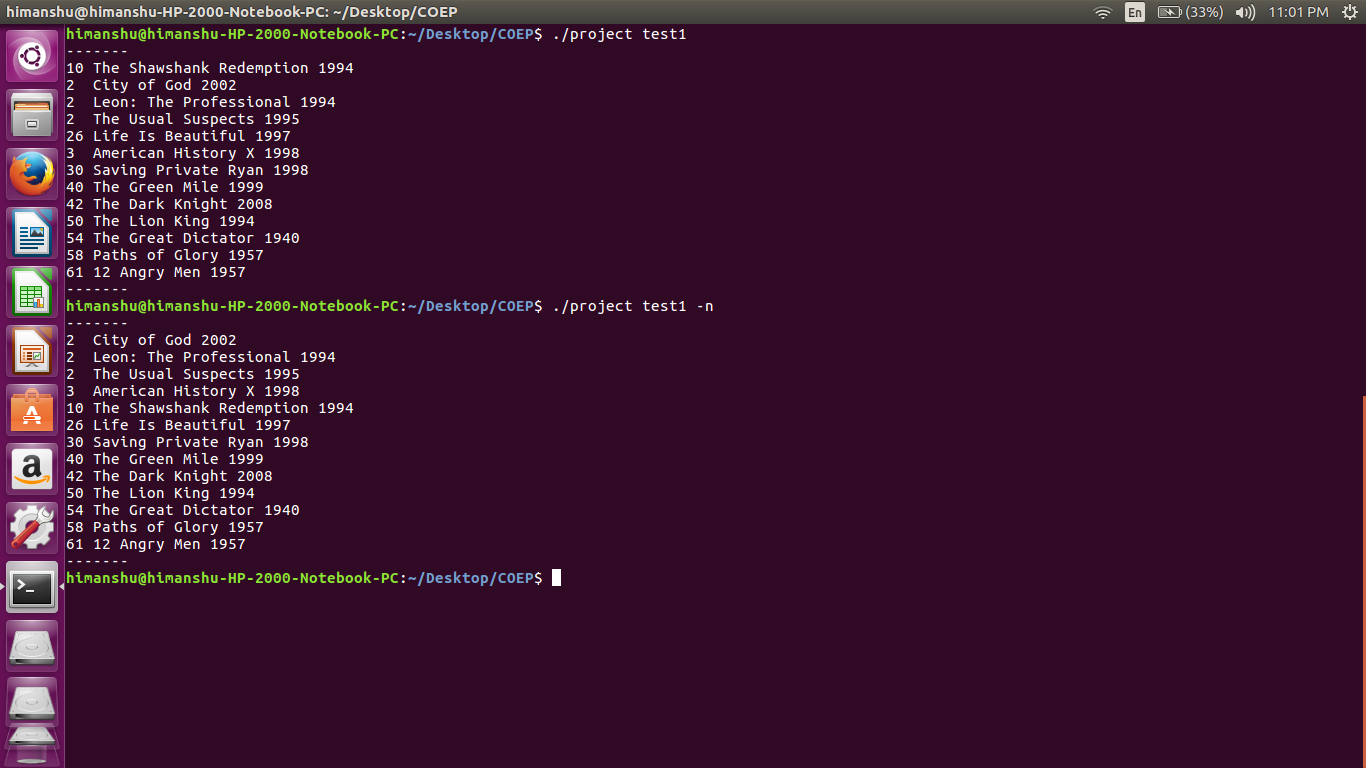 himanshu@himanshu-HP-2000-Notebook-PC: ~/Desktop/COEP En (33%) 11:01 PM
himanshu@himanshu-HP-2000-Notebook-PC:~/Desktop/COEP$ ./project test1
-------
10 The Shawshank Redemption 1994
2  City of God 2002
2  Leon: The Professional 1994
2  The Usual Suspects 1995
26 Life Is Beautiful 1997
3  American History X 1998
30 Saving Private Ryan 1998
40 The Green Mile 1999
42 The Dark Knight 2008
50 The Lion King 1994
54 The Great Dictator 1940
58 Paths of Glory 1957
61 12 Angry Men 1957
-------
himanshu@himanshu-HP-2000-Notebook-PC:~/Desktop/COEP$ ./project test1 -n
-------
2  City of God 2002
2  Leon: The Professional 1994
2  The Usual Suspects 1995
3  American History X 1998
10 The Shawshank Redemption 1994
26 Life Is Beautiful 1997
30 Saving Private Ryan 1998
40 The Green Mile 1999
42 The Dark Knight 2008
50 The Lion King 1994
54 The Great Dictator 1940
58 Paths of Glory 1957
61 12 Angry Men 1957
-------
himanshu@himanshu-HP-2000-Notebook-PC:~/Desktop/COEP$